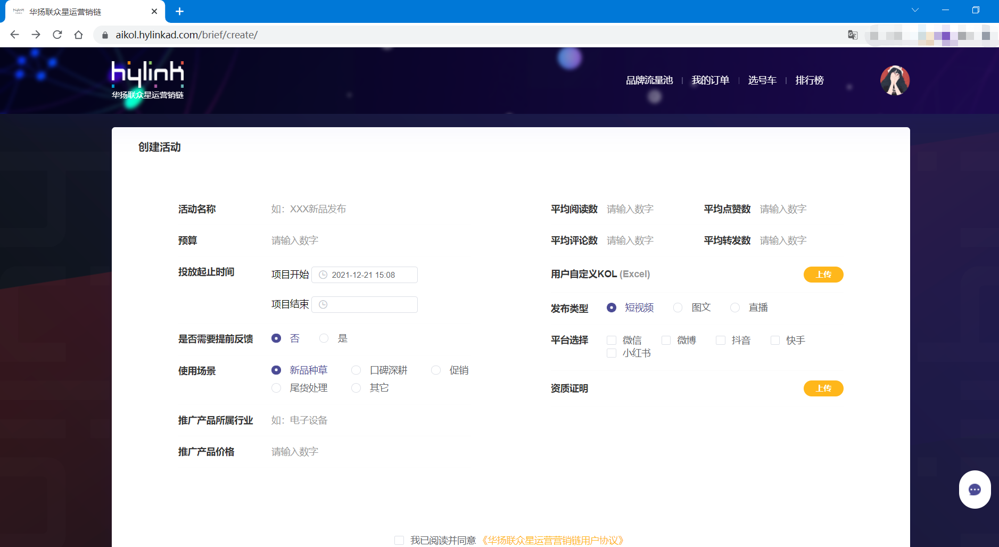 华扬联众星运营销链
aikol.hylinkad.com/brief/create/
hylink
华扬联众星运营销链
品牌流量池 | 我的订单 | 选号车 | 排行榜
创建活动
活动名称 如：XXX新品发布
平均阅读数 请输入数字 平均点赞数 请输入数字
预算 请输入数字
平均评论数 请输入数字 平均转发数 请输入数字
投放起止时间 项目开始 2021-12-21 15:08
项目结束
用户自定义KOL (Excel) 上传
发布类型 短视频 图文 直播
是否需要提前反馈 否 是
平台选择 微信 微博 抖音 快手
小红书
使用场景 新品种草 口碑深耕 促销
尾货处理 其它
资质证明 上传
推广产品所属行业 如：电子设备
推广产品价格 请输入数字
我已阅读并同意 《华扬联众星运营营销链用户协议》